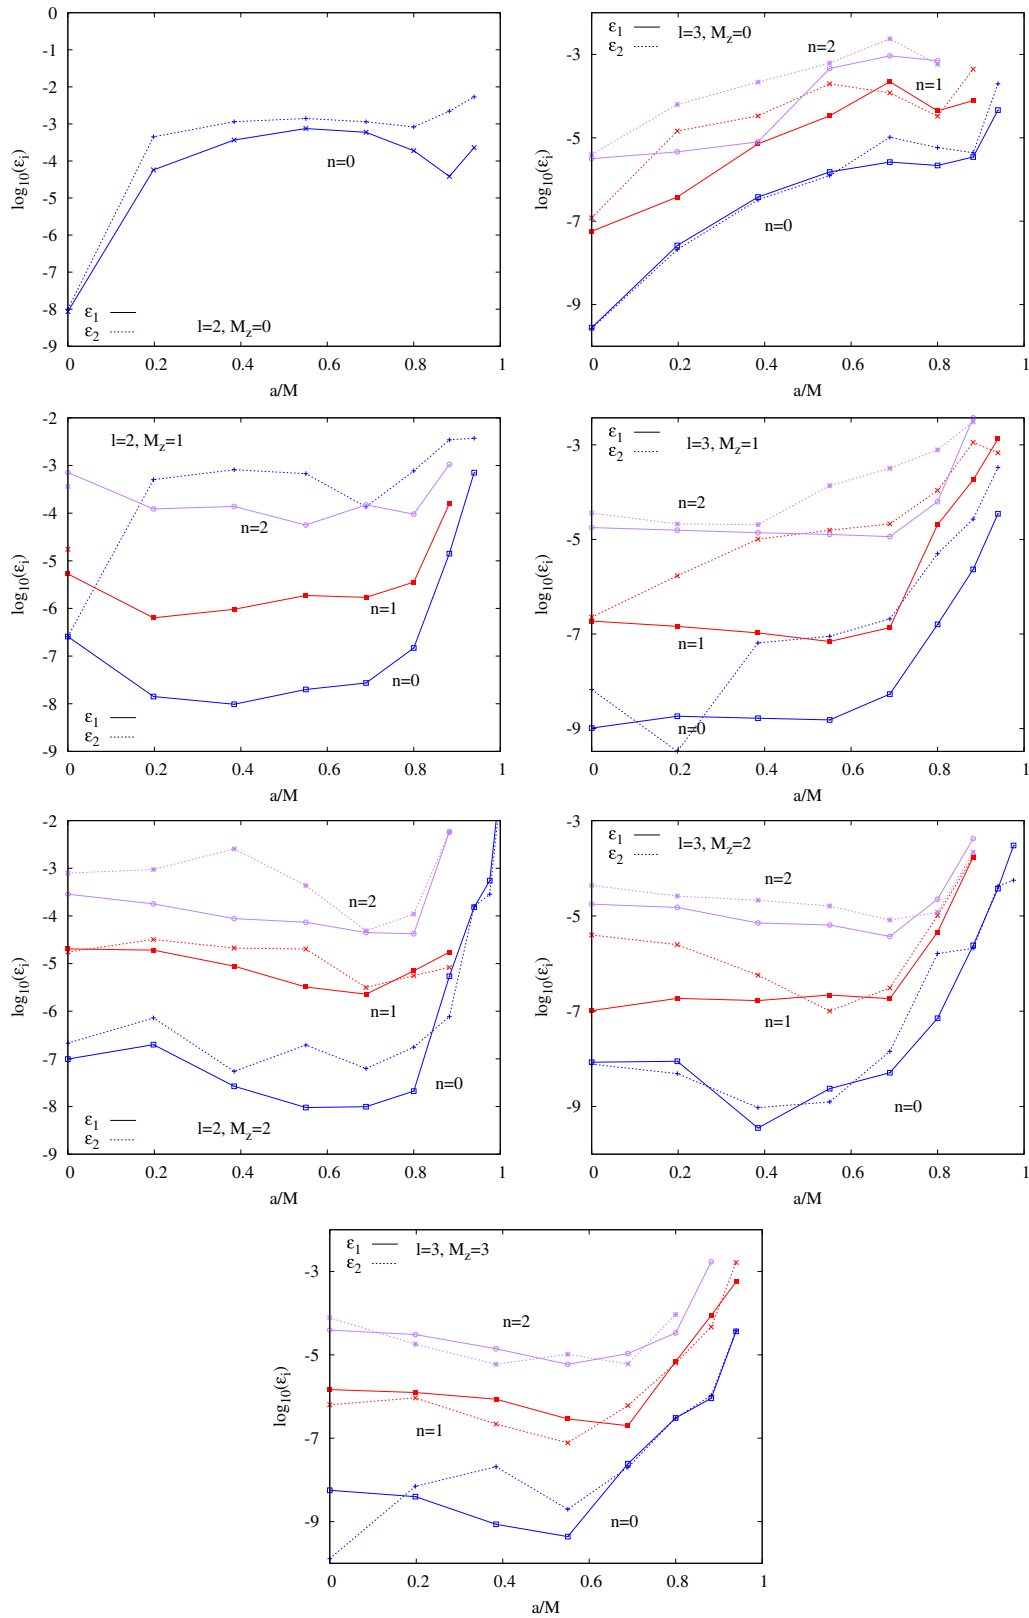 0
-1
-2
-3
-4
-5
-6
-7
-8
-9
log10(εi)
n=0
ε1
ε2
l=2, Mz=0
0 0.2 0.4 0.6 0.8 1
a/M
ε1
ε2
l=3, Mz=0
-3
-5
-7
-9
log10(εi)
n=2
n=1
n=0
0 0.2 0.4 0.6 0.8 1
a/M
-2
-3
-4
-5
-6
-7
-8
-9
log10(εi)
l=2, Mz=1
n=2
n=1
n=0
ε1
ε2
0 0.2 0.4 0.6 0.8 1
a/M
ε1
ε2
l=3, Mz=1
-3
-5
-7
-9
log10(εi)
n=2
n=1
n=0
0 0.2 0.4 0.6 0.8 1
a/M
-2
-3
-4
-5
-6
-7
-8
-9
log10(εi)
n=2
n=1
n=0
ε1
ε2
l=2, Mz=2
0 0.2 0.4 0.6 0.8 1
a/M
ε1
ε2
l=3, Mz=2
-3
-5
-7
-9
log10(εi)
n=2
n=1
n=0
0 0.2 0.4 0.6 0.8 1
a/M
ε1
ε2
l=3, Mz=3
-3
-5
-7
-9
log10(εi)
n=2
n=1
n=0
0 0.2 0.4 0.6 0.8 1
a/M